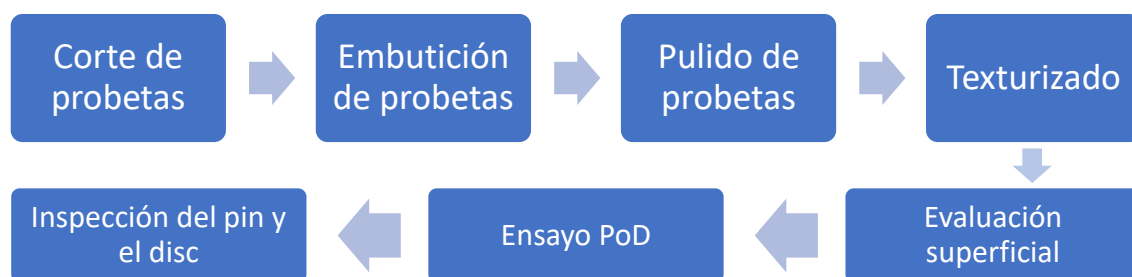 Corte de
probetas
Embutición
de probetas
Pulido de
probetas
Texturizado
Evaluación
superficial
Ensayo PoD
Inspección del pin y
el disc